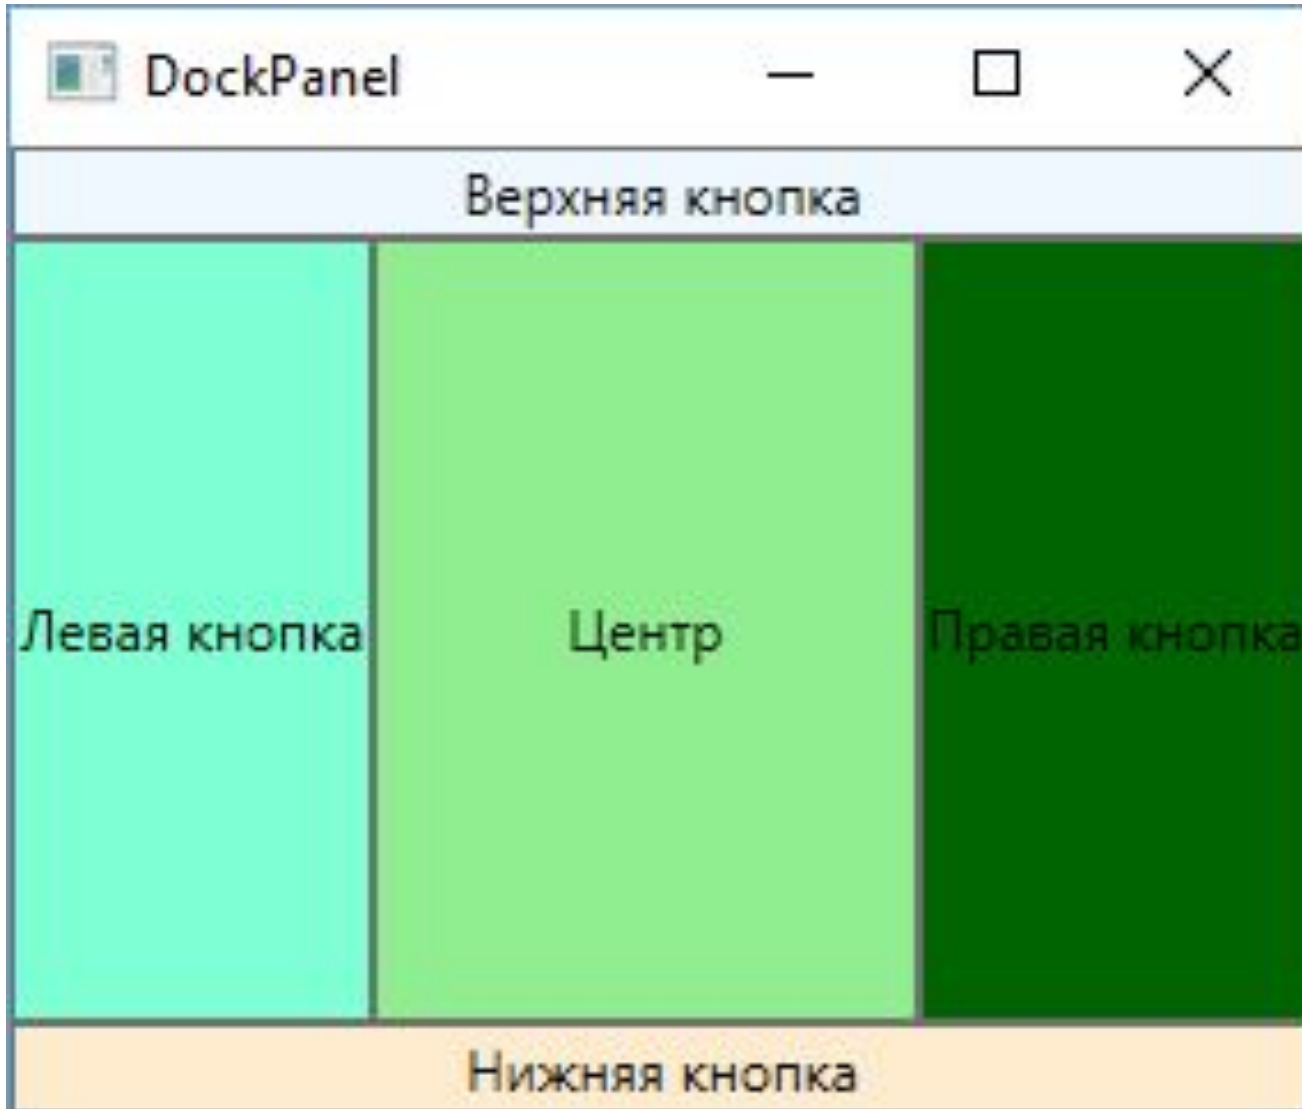 DockPanel
Верхняя кнопка
Левая кнопка
Центр
Правая кнопка
Нижняя кнопка